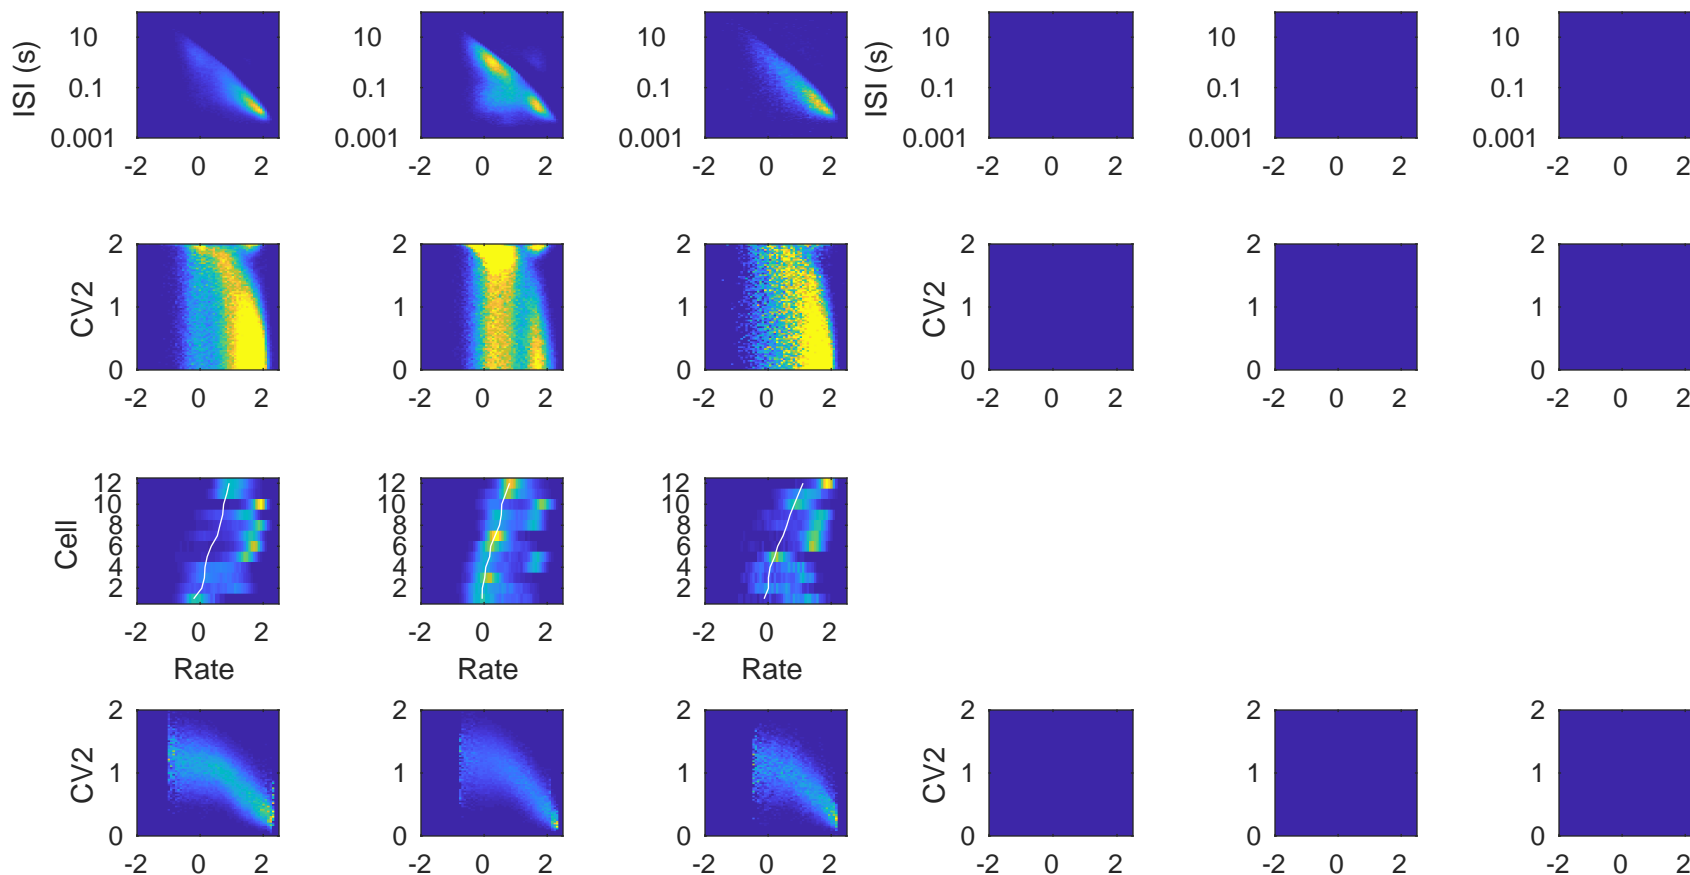 ISI (s) 10 0.1 0.001 10 0.1 0.001 10 0.1 0.001 ISI (s) 10 0.1 0.001 10 0.1 0.001 10 0.1 0.001
-2 0 2 -2 0 2 -2 0 2 -2 0 2 -2 0 2 -2 0 2
CV2 2 1 0 2 1 0 2 1 0 CV2 2 1 0 2 1 0 2 1 0
-2 0 2 -2 0 2 -2 0 2 -2 0 2 -2 0 2 -2 0 2
Cell 12 10 8 6 4 2 12 10 8 6 4 2 12 10 8 6 4 2
-2 0 2 -2 0 2 -2 0 2
Rate Rate Rate
CV2 2 1 0 2 1 0 2 1 0 CV2 2 1 0 2 1 0 2 1 0
-2 0 2 -2 0 2 -2 0 2 -2 0 2 -2 0 2 -2 0 2